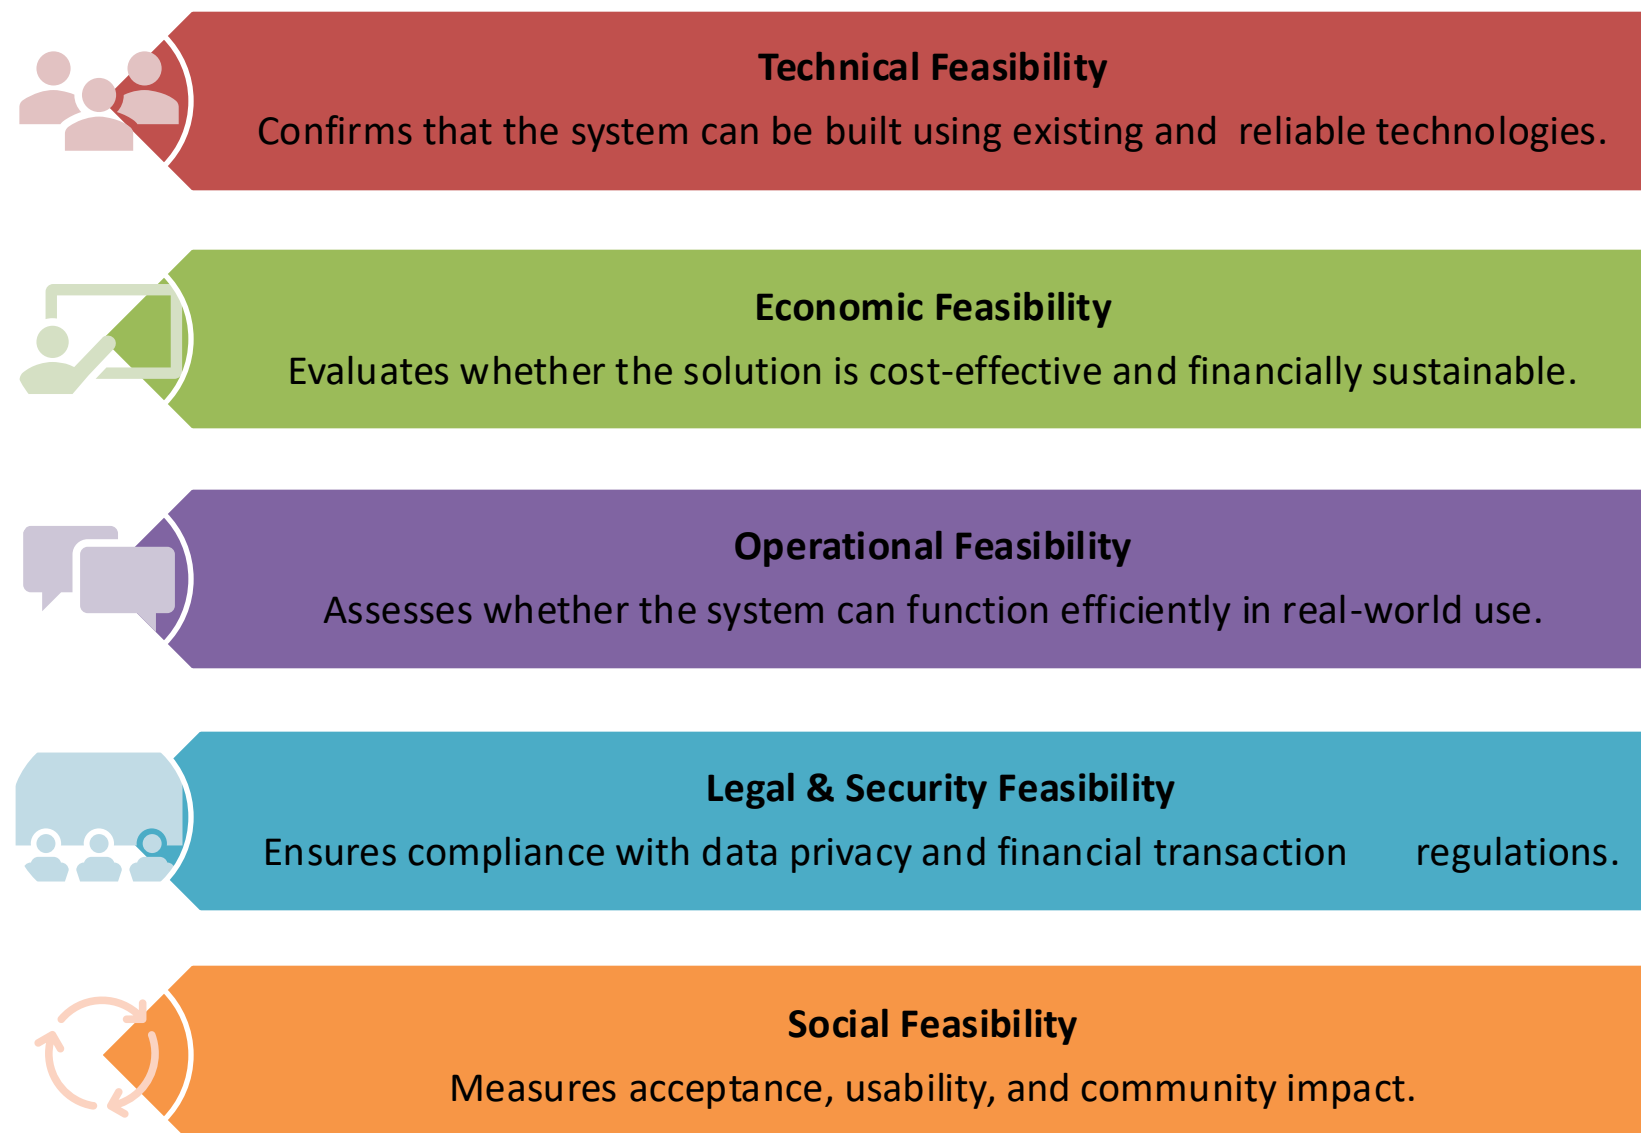 Technical Feasibility
Confirms that the system can be built using existing and reliable technologies.
Economic Feasibility
Evaluates whether the solution is cost-effective and financially sustainable.
Operational Feasibility
Assesses whether the system can function efficiently in real-world use.
Legal & Security Feasibility
Ensures compliance with data privacy and financial transaction regulations.
Social Feasibility
Measures acceptance, usability, and community impact.